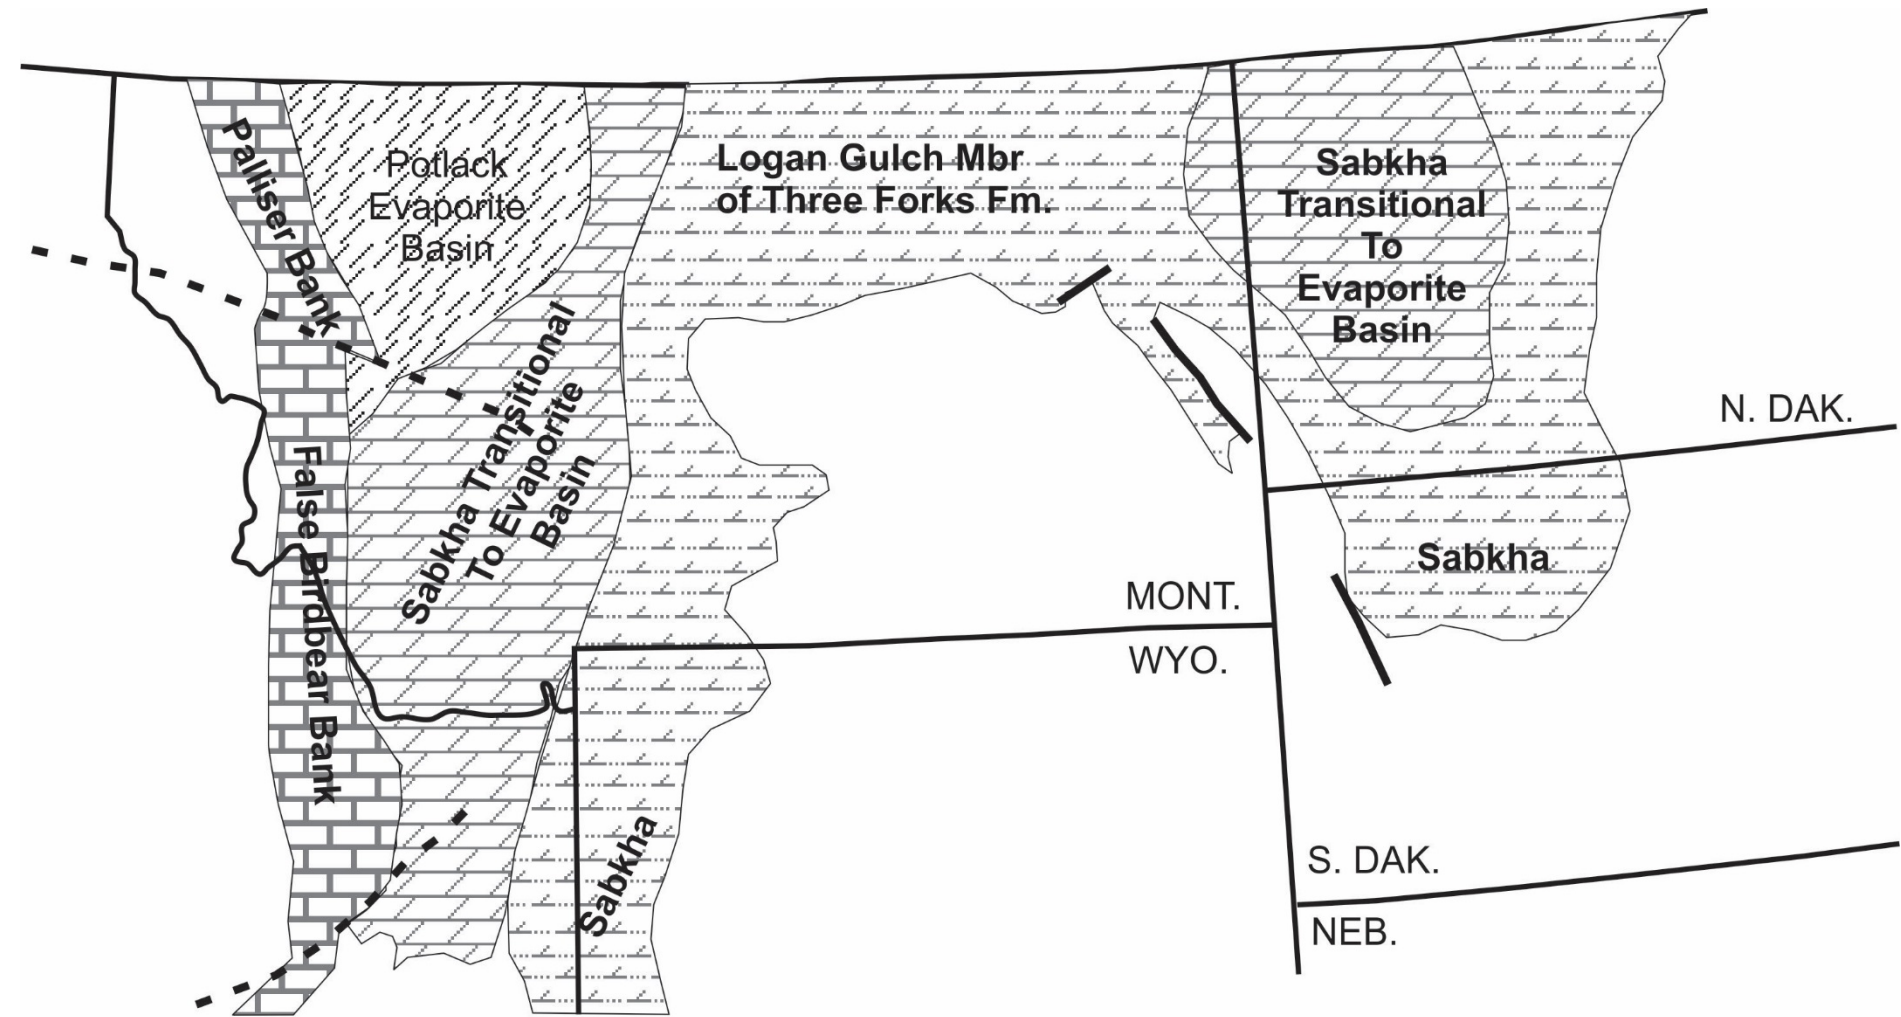 Palliser Bank
Potlack
Evaporite
Basin
Logan Gulch Mbr
of Three Forks Fm.
Sabkha
Transitional
To
Evaporite
Basin
Sabkha Transitional
To Evaporite
Basin
False Birdbear Bank
N. DAK.
Sabkha
MONT.
WYO.
Sabkha
S. DAK.
NEB.